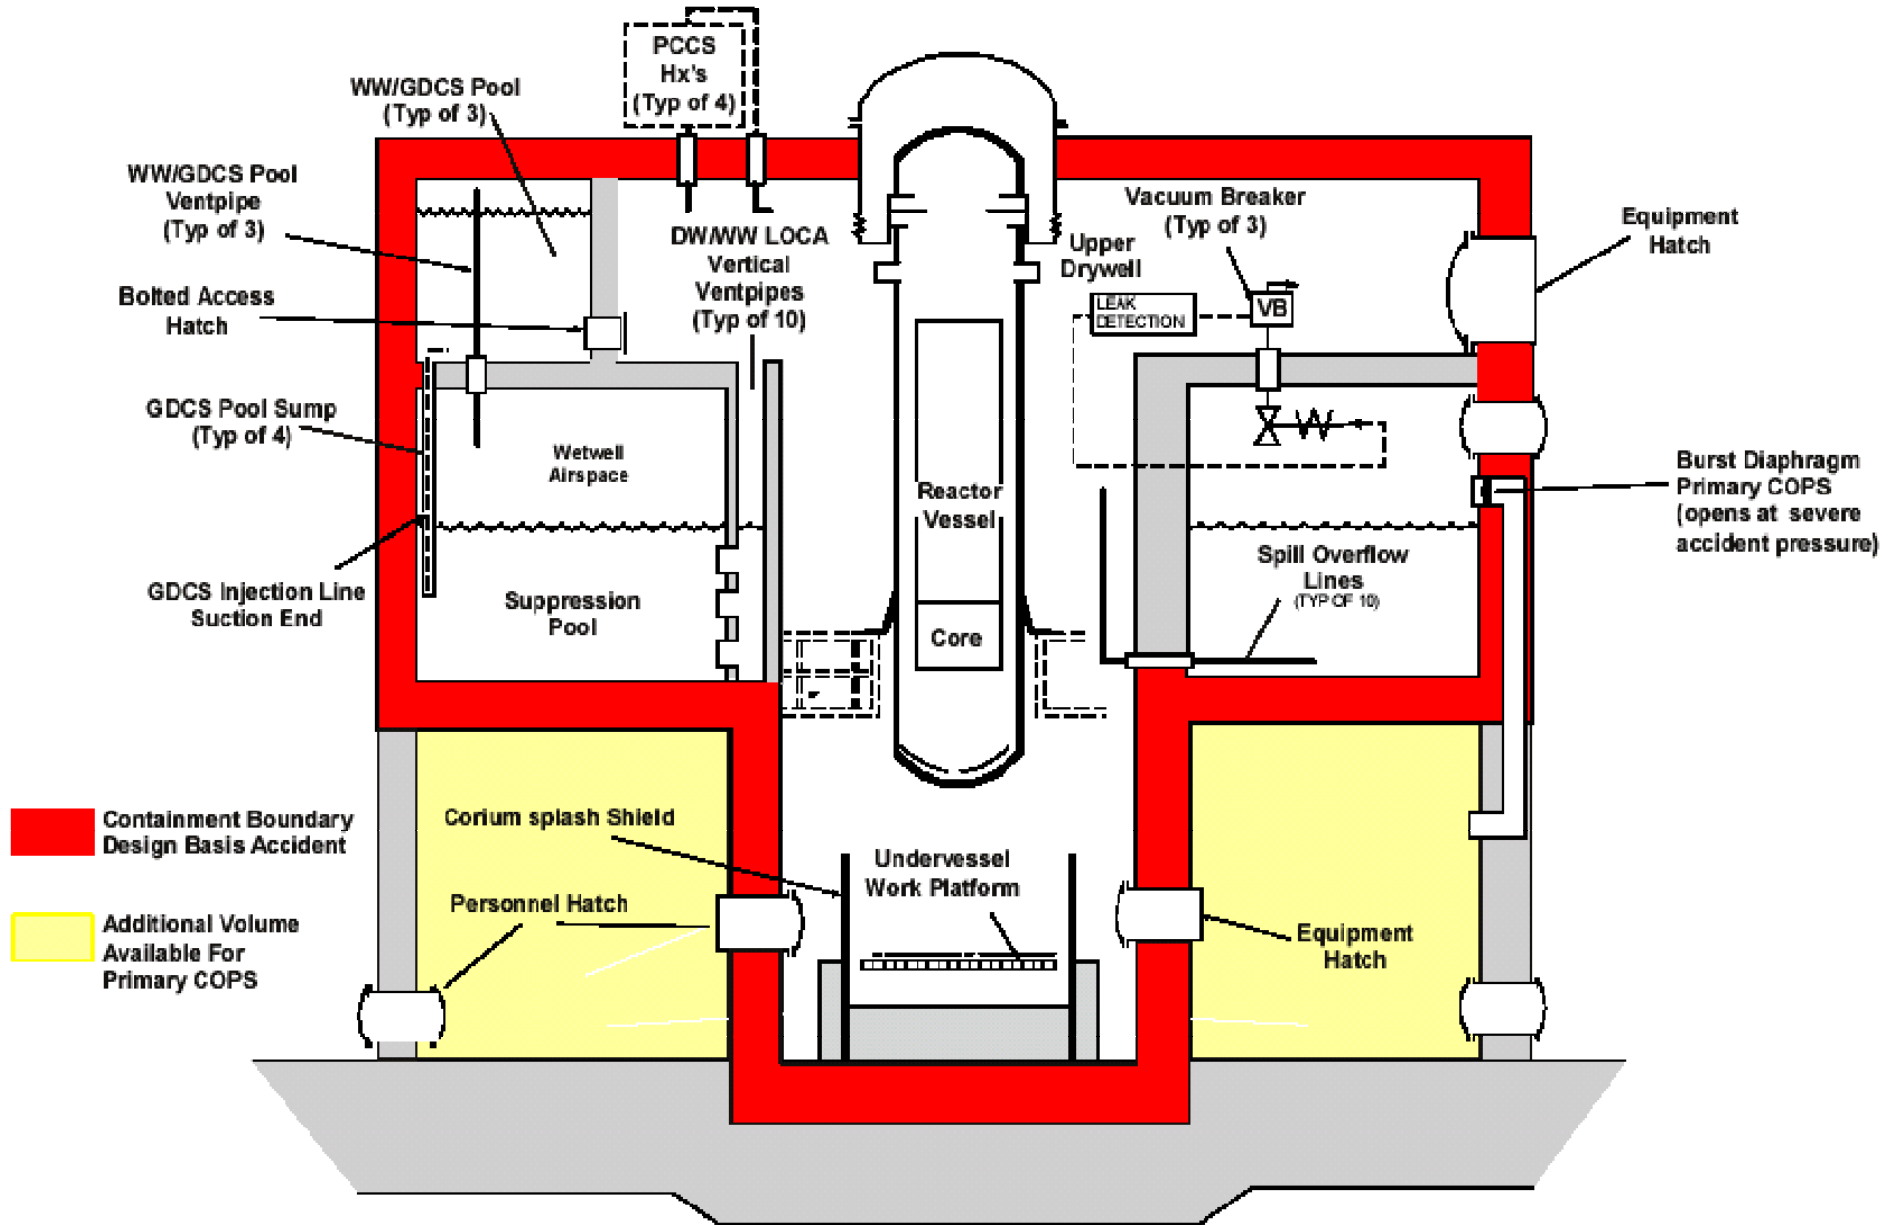 PCCS
Hx's
(Typ of 4)
WW/GDCS Pool
(Typ of 3)
WW/GDCS Pool
Ventpipe
(Typ of 3)
Bolted Access
Hatch
GDCS Pool Sump
(Typ of 4)
GDCS Injection Line
Suction End
DW/WW LOCA
Vertical
Ventpipes
(Typ of 10)
Wetwell
Airspace
Suppression
Pool
Reactor
Vessel
Core
Upper
Drywell
Vacuum Breaker
(Typ of 3)
LEAK
DETECTION
VB
Equipment
Hatch
Burst Diaphragm
Primary COPS
(opens at severe
accident pressure)
Spill Overflow
Lines
(TYP OF 10)
Containment Boundary
Design Basis Accident
Additional Volume
Available For
Primary COPS
Corium splash Shield
Personnel Hatch
Undervessel
Work Platform
Equipment
Hatch